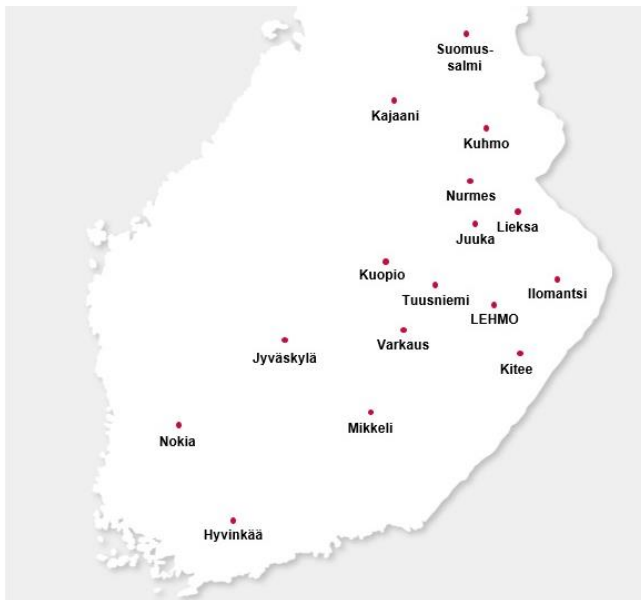 Suomus-
salmi
Kajaani
Kuhmo
Nurmes
Lieksa
Juuka
Kuopio
Ilomantsi
Tuusniemi
LEHMO
Varkaus
Jyväskylä
Kitee
Mikkeli
Nokia
Hyvinkää